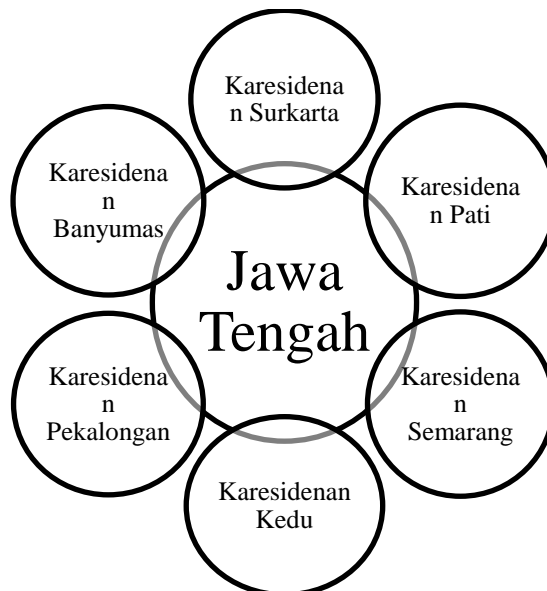 Karesidena
n Surkarta
Karesidena
n Pati
Karesidena
n
Semarang
Karesidenan
Kedu
Karesidena
n
Pekalongan
Karesidena
n
Banyumas
Jawa
Tengah